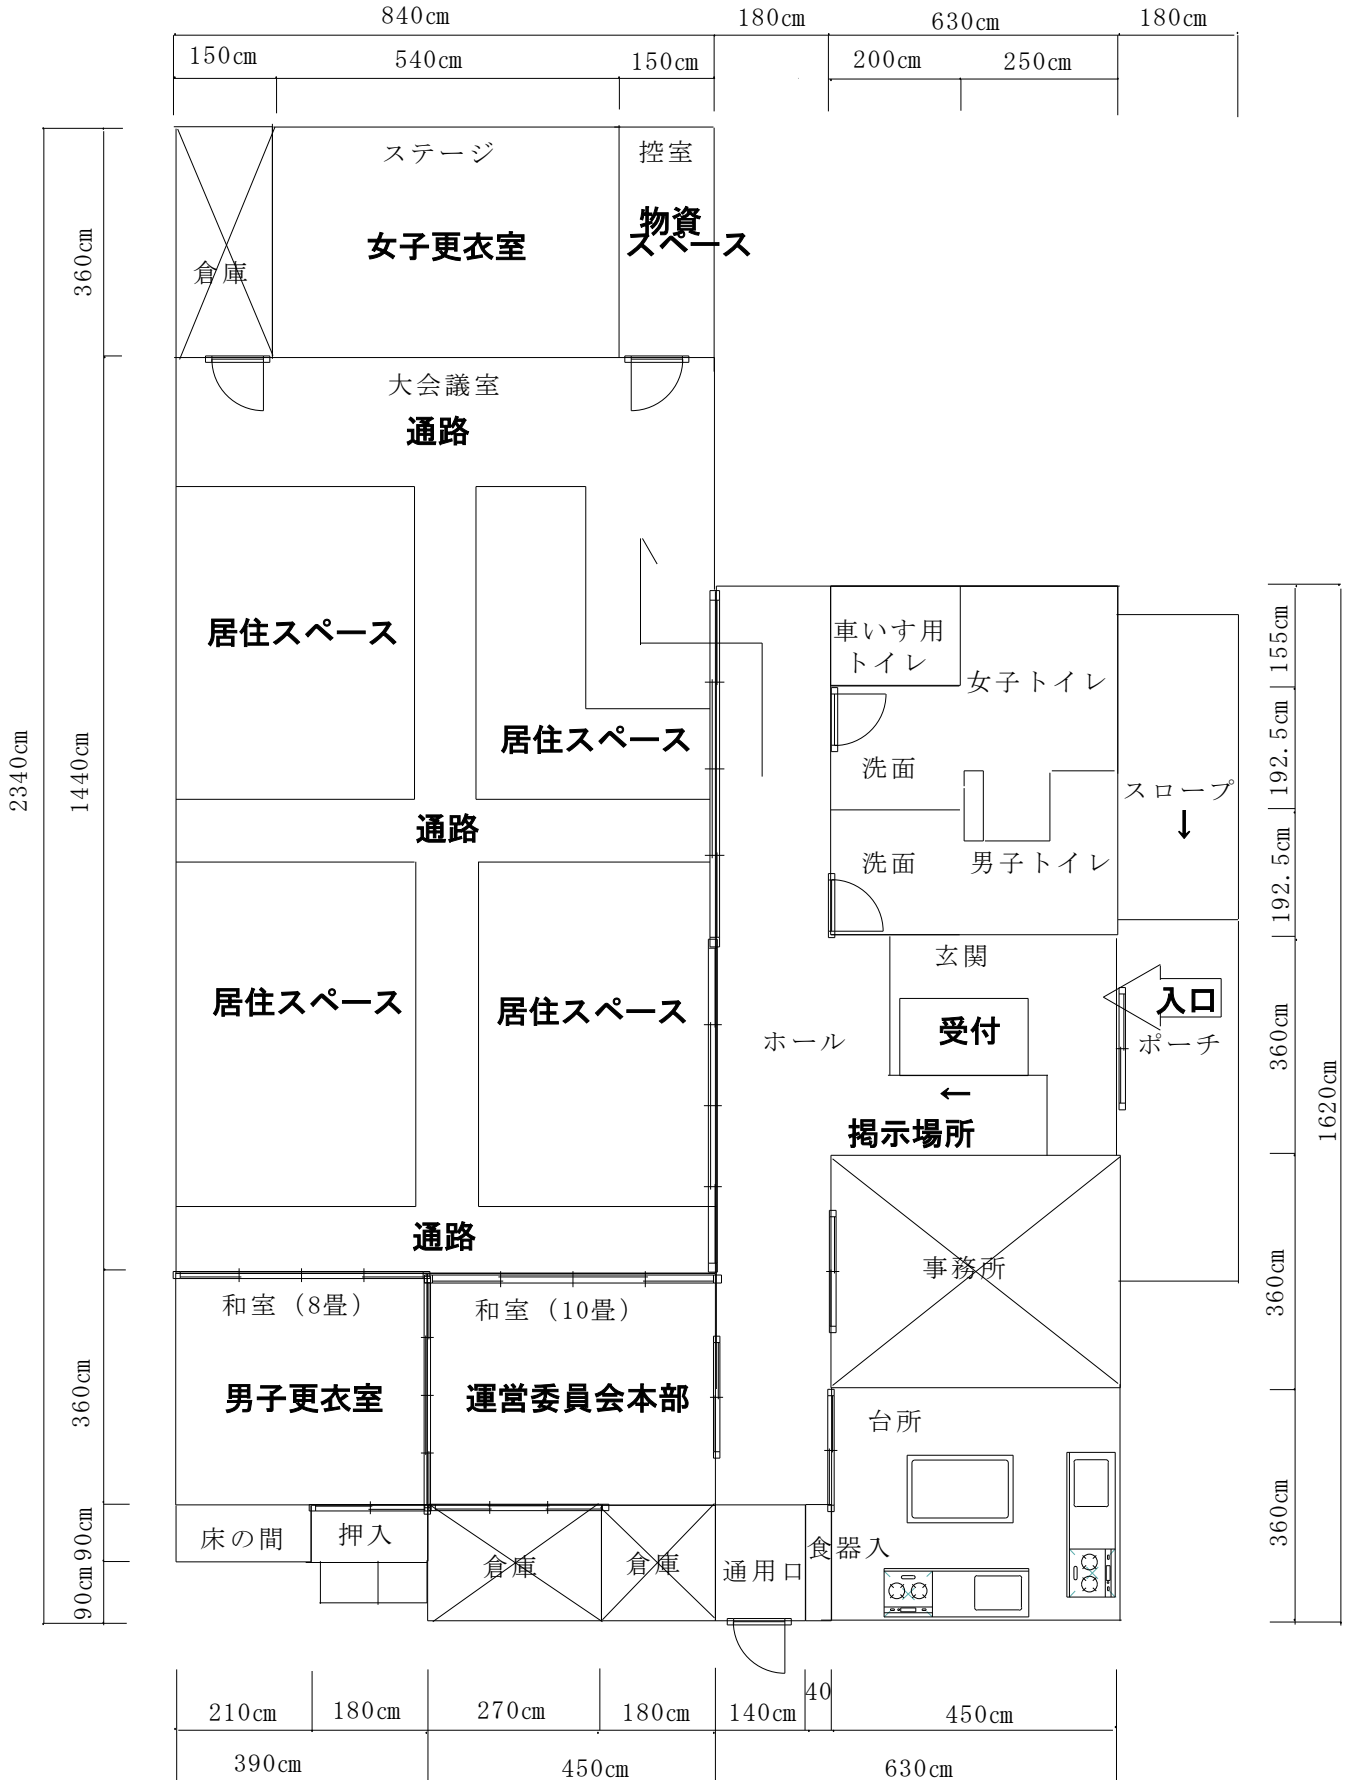 840cm
180cm
630cm
180cm
150cm
540cm
150cm
200cm
250cm
ステージ
控室
物資
スペース
女子更衣室
倉庫
360cm
大会議室
通路
居住スペース
居住スペース
車いす用
トイレ
女子トイレ
155cm
192.5cm
洗面
スロープ
↓
2340cm
1440cm
通路
洗面
男子トイレ
192.5cm
玄関
居住スペース
居住スペース
入口
受付
ホール
ポーチ
360cm
←
掲示場所
1620cm
通路
事務所
360cm
和室（8畳）
和室（10畳）
男子更衣室
運営委員会本部
360cm
台所
360cm
90cm
90cm
床の間
押入
倉庫
倉庫
通用口
食器入
40
210cm
180cm
270cm
180cm
140cm
450cm
390cm
450cm
630cm